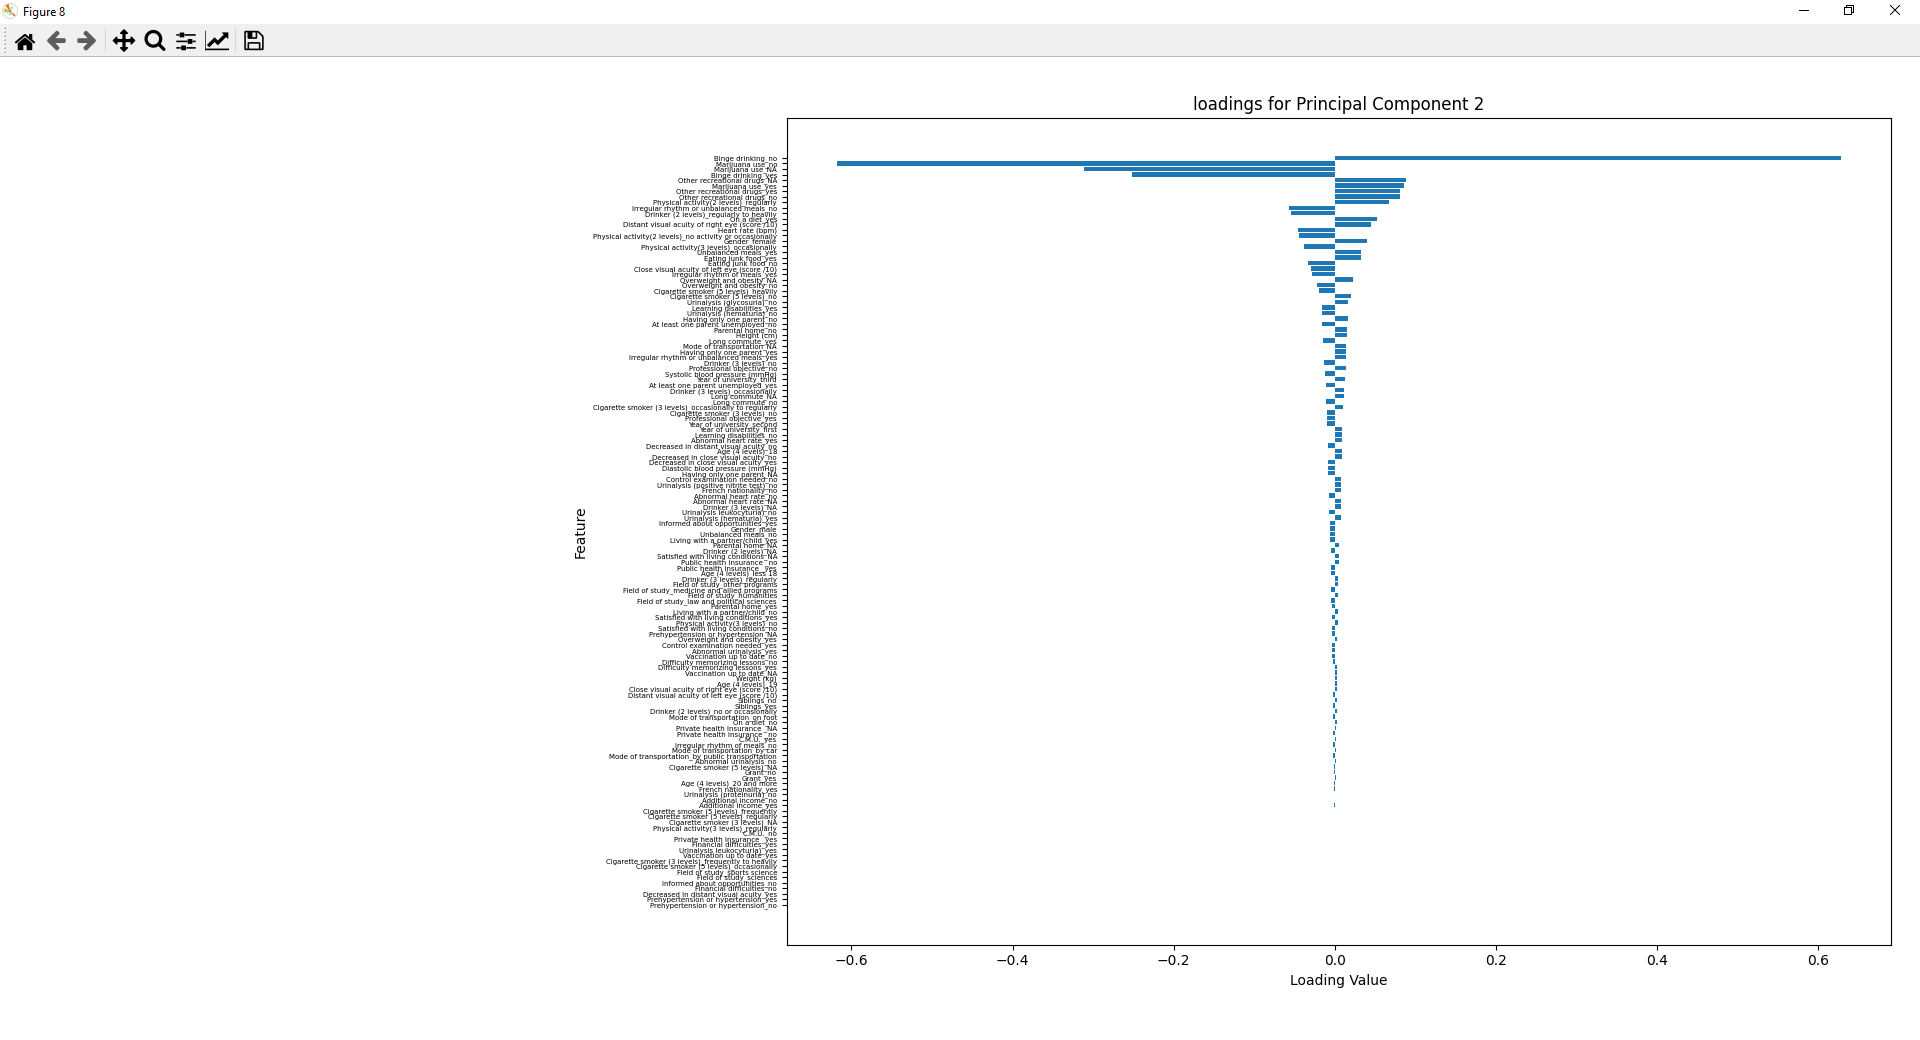 Figure 8
loadings for Principal Component 2
Feature
Binge drinking_no
Marijuana use_no
Marijuana use_NA
Binge drinking_yes
Other recreational drugs_NA
Marijuana use_yes
Other recreational drugs_yes
Other recreational drugs_no
Physical activity(2 levels)_regularly
Irregular rhythm or unbalanced meals_no
Drinker (2 levels)_regularly to heavily
On a diet_yes
Distant visual acuity of right eye (score /10)
Heart rate (bpm)
Physical activity(2 levels)_no activity or occasionally
Gender_female
Physical activity(3 levels)_occasionally
Unbalanced meals_yes
Eating junk food_yes
Eating junk food_no
Close visual acuity of left eye (score /10)
Irregular rhythm of meals_yes
Overweight and obesity_NA
Overweight and obesity_no
Cigarette smoker (5 levels)_heavily
Cigarette smoker (5 levels)_no
Urinalysis (glycosuria)_no
Learning disabilities_yes
Urinalysis (hematuria)_no
Having only one parent_no
At least one parent unemployed_no
Parental home_no
Height (cm)
Long commute_yes
Mode of transportation_NA
Having only one parent_yes
Irregular rhythm or unbalanced meals_yes
Drinker (3 levels)_no
Professional objective_no
Systolic blood pressure (mmHg)
Year of university_third
At least one parent unemployed_yes
Drinker (3 levels)_occasionally
Long commute_NA
Long commute_no
Cigarette smoker (3 levels)_occasionally to regularly
Cigarette smoker (3 levels)_no
Professional objective_yes
Year of university_second
Year of university_first
Learning disabilities_no
Abnormal heart rate_yes
Decreased in distant visual acuity_no
Age (4 levels)_18
Decreased in close visual acuity_no
Decreased in close visual acuity_yes
Diastolic blood pressure (mmHg)
Having only one parent_NA
Control examination needed_no
Urinalysis (positive nitrite test)_no
French nationality_no
Abnormal heart rate_no
Abnormal heart rate_NA
Drinker (3 levels)_NA
Urinalysis leukocyturia)_no
Urinalysis (hematuria)_yes
Informed about opportunities_yes
Gender_male
Unbalanced meals_no
Living with a partner/child_yes
Parental home_NA
Drinker (2 levels)_NA
Satisfied with living conditions_NA
Public health insurance _no
Public health insurance _yes
Age (4 levels)_less 18
Drinker (3 levels)_regularly
Field of study_other programs
Field of study_medicine and allied programs
Field of study_humanities
Field of study_law and political sciences
Parental home_yes
Living with a partner/child_no
Satisfied with living conditions_yes
Physical activity(3 levels)_no
Satisfied with living conditions_no
Prehypertension or hypertension_NA
Overweight and obesity_yes
Control examination needed_yes
Abnormal urinalysis_yes
Vaccination up to date_no
Difficulty memorizing lessons_no
Difficulty memorizing lessons_yes
Vaccination up to date_NA
Weight (kg)
Age (4 levels)_19
Close visual acuity of right eye (score /10)
Distant visual acuity of left eye (score /10)
Siblings_no
Siblings_yes
Drinker (2 levels)_no or occasionally
Mode of transportation_on foot
On a diet_no
Private health insurance _NA
Private health insurance _no
C.M.U._yes
Irregular rhythm of meals_no
Mode of transportation_by car
Mode of transportation_by public transportation
Abnormal urinalysis_no
Cigarette smoker (5 levels)_NA
Grant_no
Grant_yes
Age (4 levels)_20 and more
French nationality_yes
Urinalysis (proteinuria)_no
Additional income_no
Additional income_yes
Cigarette smoker (5 levels)_frequently
Cigarette smoker (5 levels)_regularly
Cigarette smoker (3 levels)_NA
Physical activity(3 levels)_regularly
C.M.U._no
Private health insurance _yes
Financial difficulties_yes
Urinalysis leukocyturia)_yes
Vaccination up to date_yes
Cigarette smoker (3 levels)_frequently to heavily
Cigarette smoker (5 levels)_occasionally
Field of study_sports science
Field of study_sciences
Informed about opportunities_no
Financial difficulties_no
Decreased in distant visual acuity_yes
Prehypertension or hypertension_yes
Prehypertension or hypertension_no
−0.6 −0.4 −0.2 0.0 0.2 0.4 0.6
Loading Value